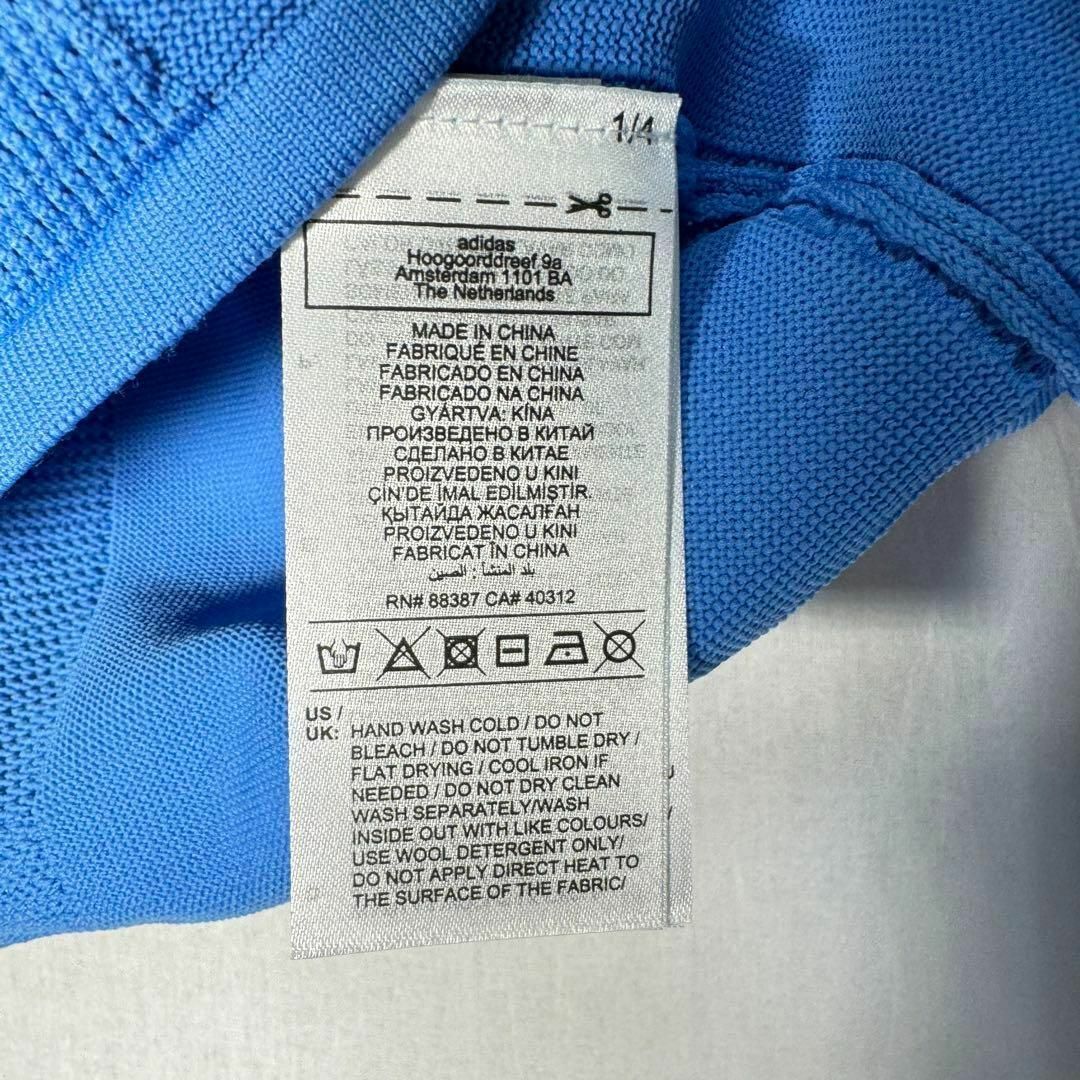 1/4
adidas
Hoogoorddreef 9a
Amsterdam 1101 BA
The Netherlands
MADE IN CHINA
FABRIQUÉ EN CHINE
FABRICADO EN CHINA
FABRICADO NA CHINA
GYÁRTVA: KÍNA
ПРОИЗВЕДЕНО В КИТАЙ
СДЕЛАНО В КИТАЕ
PROIZVEDENO U KINI
ÇİN'DE İMAL EDİLMİŞTİR.
ҚЫТАЙДА ЖАСАЛҒАН
PROIZVEDENO U KINI
FABRICAT ÎN CHINA
بلد المنشأ : الصين
RN# 88387 CA# 40312
US /
UK: HAND WASH COLD / DO NOT
BLEACH / DO NOT TUMBLE DRY /
FLAT DRYING / COOL IRON IF
NEEDED / DO NOT DRY CLEAN
WASH SEPARATELY/WASH
INSIDE OUT WITH LIKE COLOURS/
USE WOOL DETERGENT ONLY/
DO NOT APPLY DIRECT HEAT TO
THE SURFACE OF THE FABRIC/